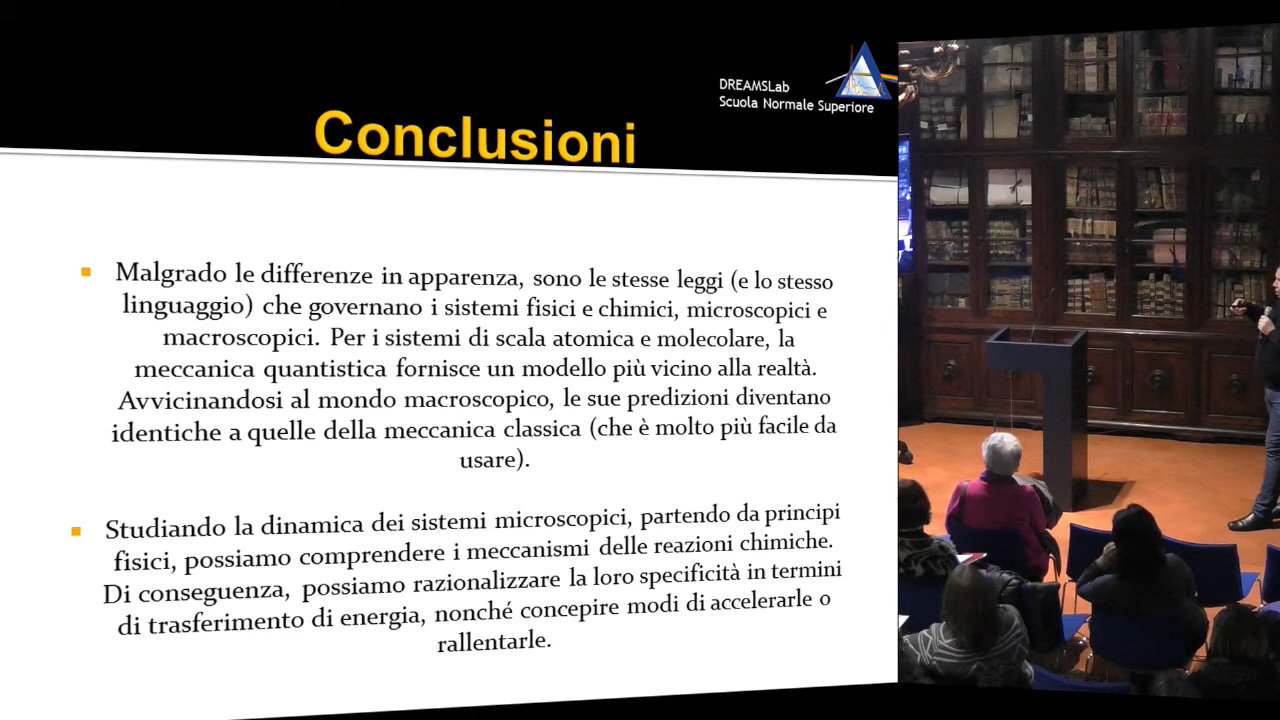 DREAMSLab
Scuola Normale Superiore
Conclusioni
Malgrado le differenze in apparenza, sono le stesse leggi (e lo stesso
linguaggio) che governano i sistemi fisici e chimici, microscopici e
macroscopici. Per i sistemi di scala atomica e molecolare, la
meccanica quantistica fornisce un modello più vicino alla realtà.
Avvicinandosi al mondo macroscopico, le sue predizioni diventano
identiche a quelle della meccanica classica (che è molto più facile da
usare).
Studiando la dinamica dei sistemi microscopici, partendo da principi
fisici, possiamo comprendere i meccanismi delle reazioni chimiche.
Di conseguenza, possiamo razionalizzare la loro specificità in termini
di trasferimento di energia, nonché concepire modi di accelerarle o
rallentarle.